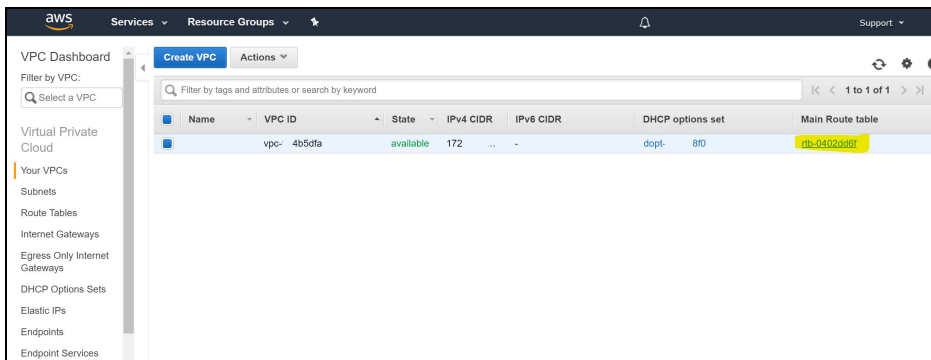 aws Services Resource Groups Support
VPC Dashboard
Filter by VPC:
Select a VPC
Virtual Private
Cloud
Your VPCs
Subnets
Route Tables
Internet Gateways
Egress Only Internet
Gateways
DHCP Options Sets
Elastic IPs
Endpoints
Endpoint Services
Create VPC Actions
Filter by tags and attributes or search by keyword 1 to 1 of 1
Name VPC ID State IPv4 CIDR IPv6 CIDR DHCP options set Main Route table
vpc- 4b5dfa available 172 ... - dopt- 8f0 rtb-0402dd6f